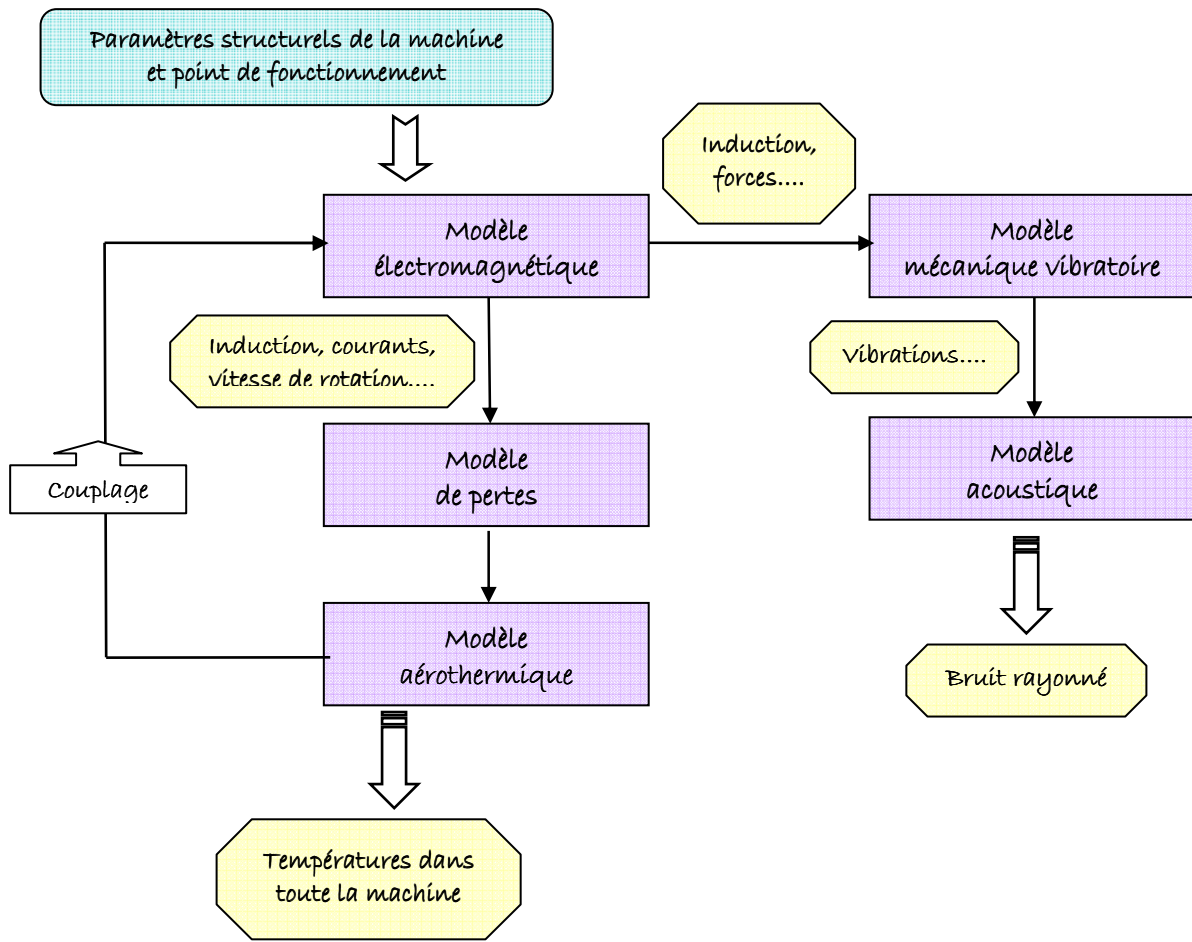 Paramètres structurels de la machine
et point de fonctionnement
Induction,
forces....
Modèle
électromagnétique
Modèle
mécanique vibratoire
Induction, courants,
vitesse de rotation....
Vibrations....
Modèle
de pertes
Modèle
acoustique
Couplage
Modèle
aérothermique
Bruit rayonné
Températures dans
toute la machine